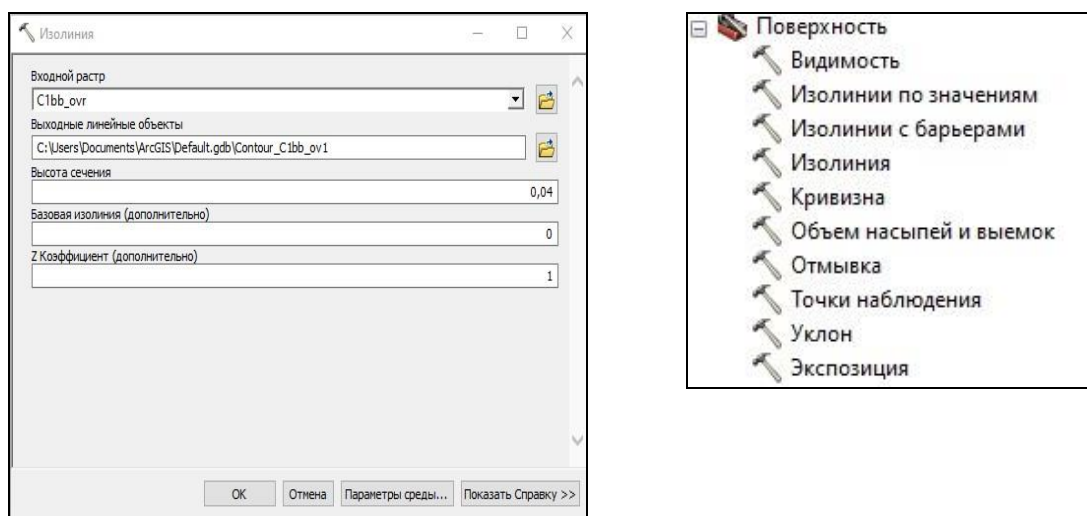 Изолиния
Входной растр
C1bb_ovr
Выходные линейные объекты
C:\Users\Documents\ArcGIS\Default.gdb\Contour_C1bb_ov1
Высота сечения
0,04
Базовая изолиния (дополнительно)
0
Z Коэффициент (дополнительно)
1
OK
Отмена
Параметры среды...
Показать Справку >>
Поверхность
Видимость
Изолинии по значениям
Изолинии с барьерами
Изолиния
Кривизна
Объем насыпей и выемок
Отмывка
Точки наблюдения
Уклон
Экспозиция